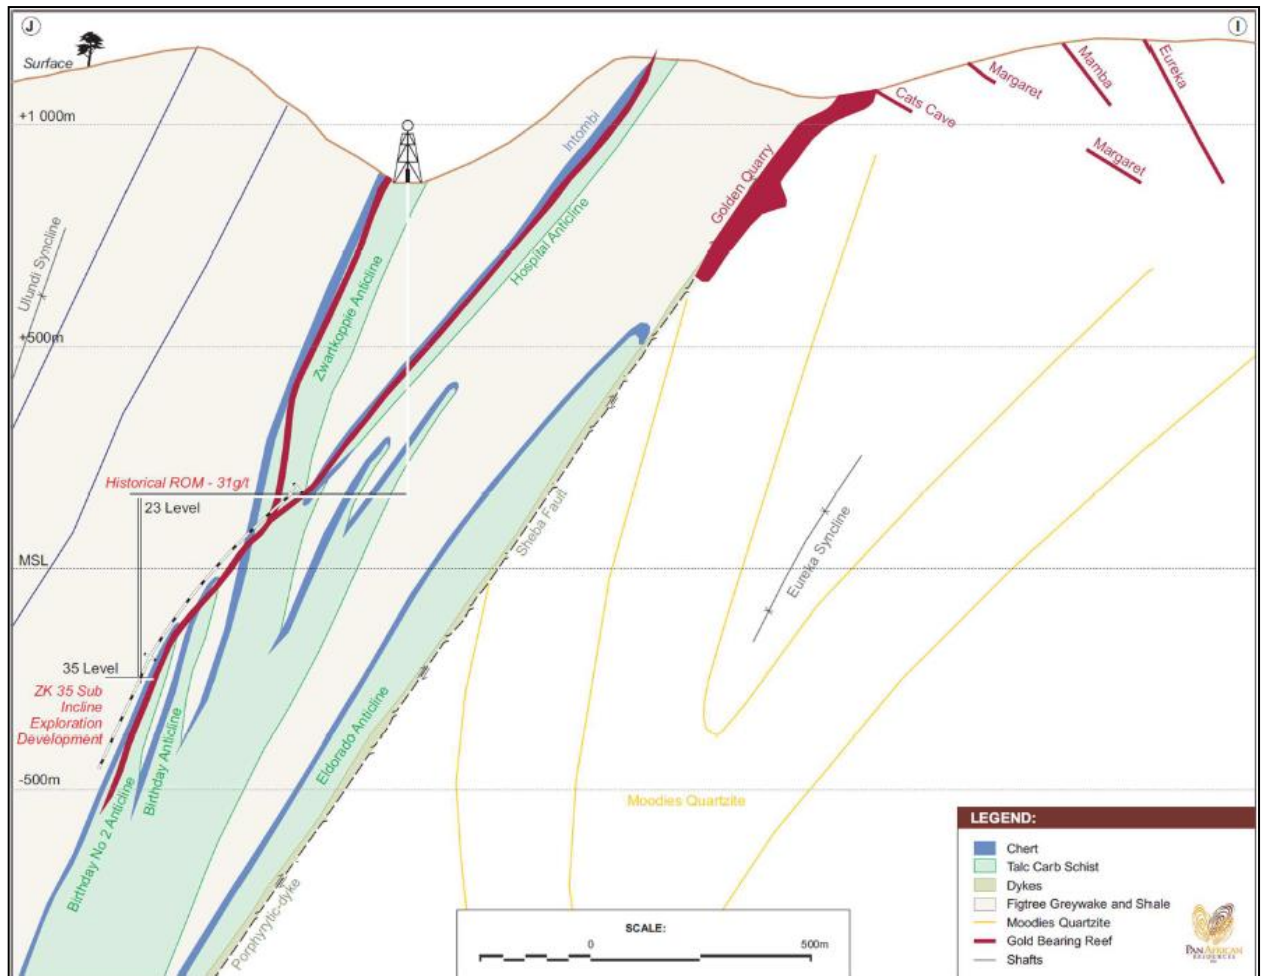 J
I
Surface
+1 000m
Intombi
Cats Cave
Margaret
Mamba
Eureka
Margaret
Golden Quarry
Ulundi Syncline
Zwartkoppie Anticline
Hospital Anticline
+500m
Historical ROM - 31g/t
23 Level
Sheba Fault
Eureka Syncline
MSL
35 Level
ZK 35 Sub
Incline
Exploration
Development
Birthday Anticline
Eldorado Anticline
-500m
Birthday No 2 Anticline
Moodies Quartzite
Porphyrytic-dyke
SCALE:
0
500m
LEGEND:
Chert
Talc Carb Schist
Dykes
Figtree Greywake and Shale
Moodies Quartzite
Gold Bearing Reef
Shafts
PAN AFRICAN
RESOURCES